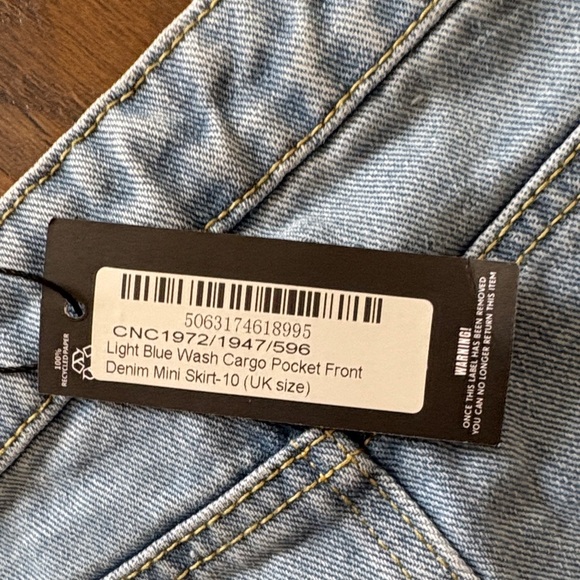 5063174618995
CNC1972/1947/596
Light Blue Wash Cargo Pocket Front
Denim Mini Skirt-10 (UK size)
100%
RECYCLED PAPER
WARNING!
ONCE THIS LABEL HAS BEEN REMOVED
YOU CAN NO LONGER RETURN THIS ITEM